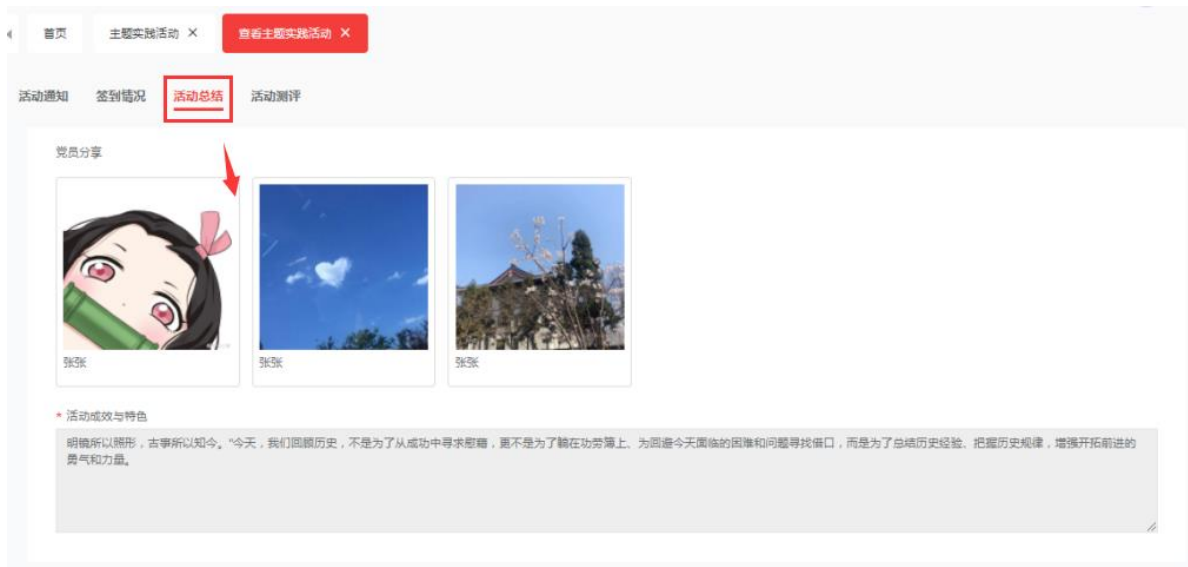 首页 主题实践活动 × 查看主题实践活动 ×
活动通知 签到情况 活动总结 活动测评
党员分享
张张 张张 张张
* 活动成效与特色
明镜所以照形，古事所以知今。"今天，我们回顾历史，不是为了从成功中寻求慰藉，更不是为了躺在功劳簿上、为回避今天面临的困难和问题寻找借口，而是为了总结历史经验、把握历史规律，增强开拓前进的
勇气和力量。